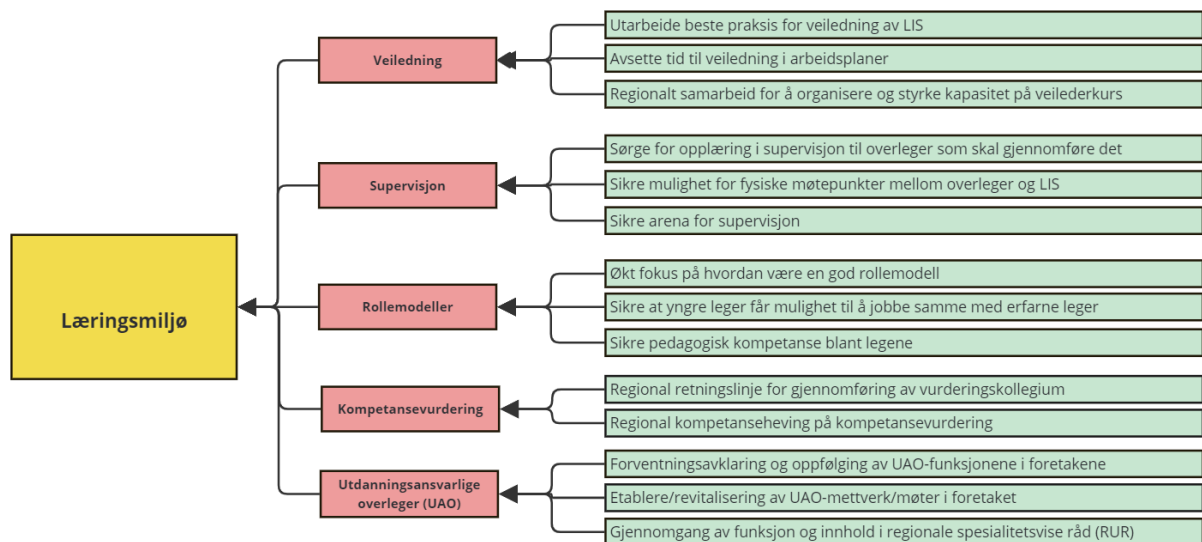 Læringsmiljø
Veiledning
Utarbeide beste praksis for veiledning av LIS
Avsette tid til veiledning i arbeidsplaner
Regionalt samarbeid for å organisere og styrke kapasitet på veilederkurs
Supervisjon
Sørge for opplæring i supervisjon til overleger som skal gjennomføre det
Sikre mulighet for fysiske møtepunkter mellom overleger og LIS
Sikre arena for supervisjon
Rollemodeller
Økt fokus på hvordan være en god rollemodell
Sikre at yngre leger får mulighet til å jobbe samme med erfarne leger
Sikre pedagogisk kompetanse blant legene
Kompetansevurdering
Regional retningslinje for gjennomføring av vurderingskollegium
Regional kompetanseheving på kompetansevurdering
Utdanningsansvarlige
overleger (UAO)
Forventningsavklaring og oppfølging av UAO-funksjonene i foretakene
Etablere/revitalisering av UAO-mettverk/møter i foretaket
Gjennomgang av funksjon og innhold i regionale spesialitetsvise råd (RUR)